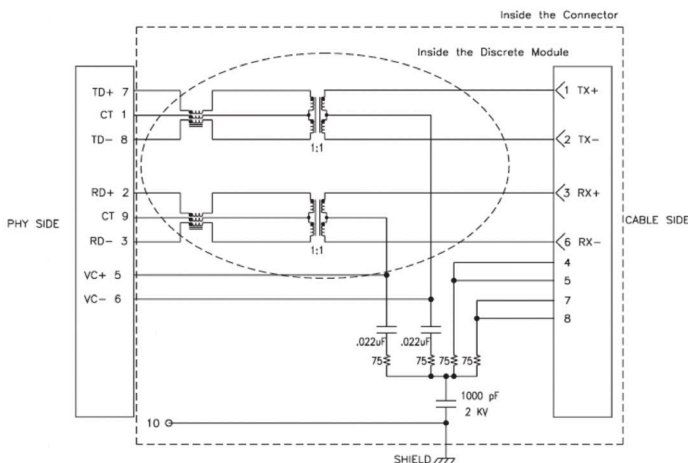 Inside the Connector
Inside the Discrete Module
TD+ 7
1 TX+
CT 1
TD- 8
2 TX-
1:1
RD+ 2
3 RX+
CT 9
PHY SIDE
CABLE SIDE
RD- 3
6 RX-
1:1
4
VC+ 5
5
7
VC- 6
8
.022uF
.022uF
75
75
75
75
1000 pF
2 KV
10
SHIELD